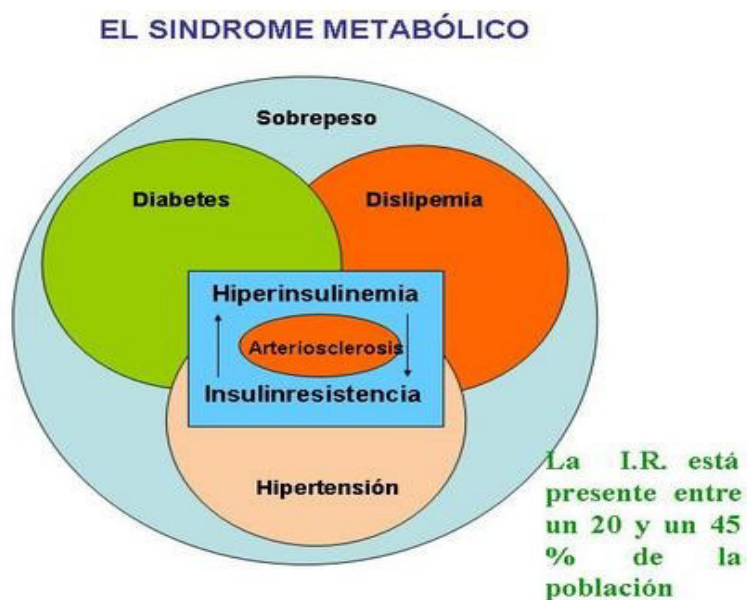 EL SINDROME METABÓLICO
Sobrepeso
Diabetes
Dislipemia
Hiperinsulinemia
Arteriosclerosis
Insulinresistencia
Hipertensión
La I.R. está
presente entre
un 20 y un 45
% de la
población